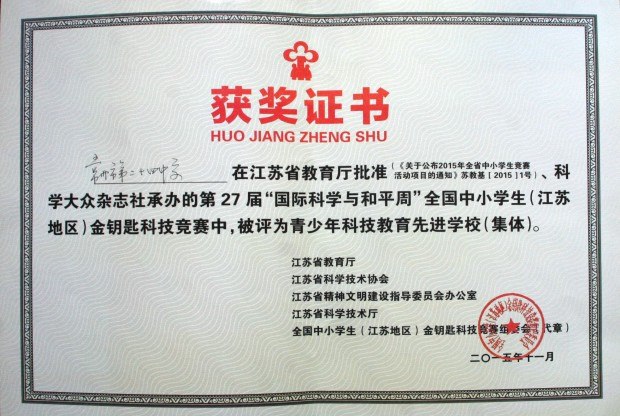 获奖证书
HUO JIANG ZHENG SHU
常州市第二十四中学
在江苏省教育厅批准(《关于公布2015年全省中小学生竞赛活动项目的通知》苏教基[2015]1号)、科
学大众杂志社承办的第27届“国际科学与和平周”全国中小学生(江苏
地区)金钥匙科技竞赛中,被评为青少年科技教育先进学校(集体)。
江苏省教育厅
江苏省科学技术协会
江苏省精神文明建设指导委员会办公室
江苏省科学技术厅
全国中小学生(江苏地区)金钥匙科技竞赛组委会(代章)
二〇一五年十一月